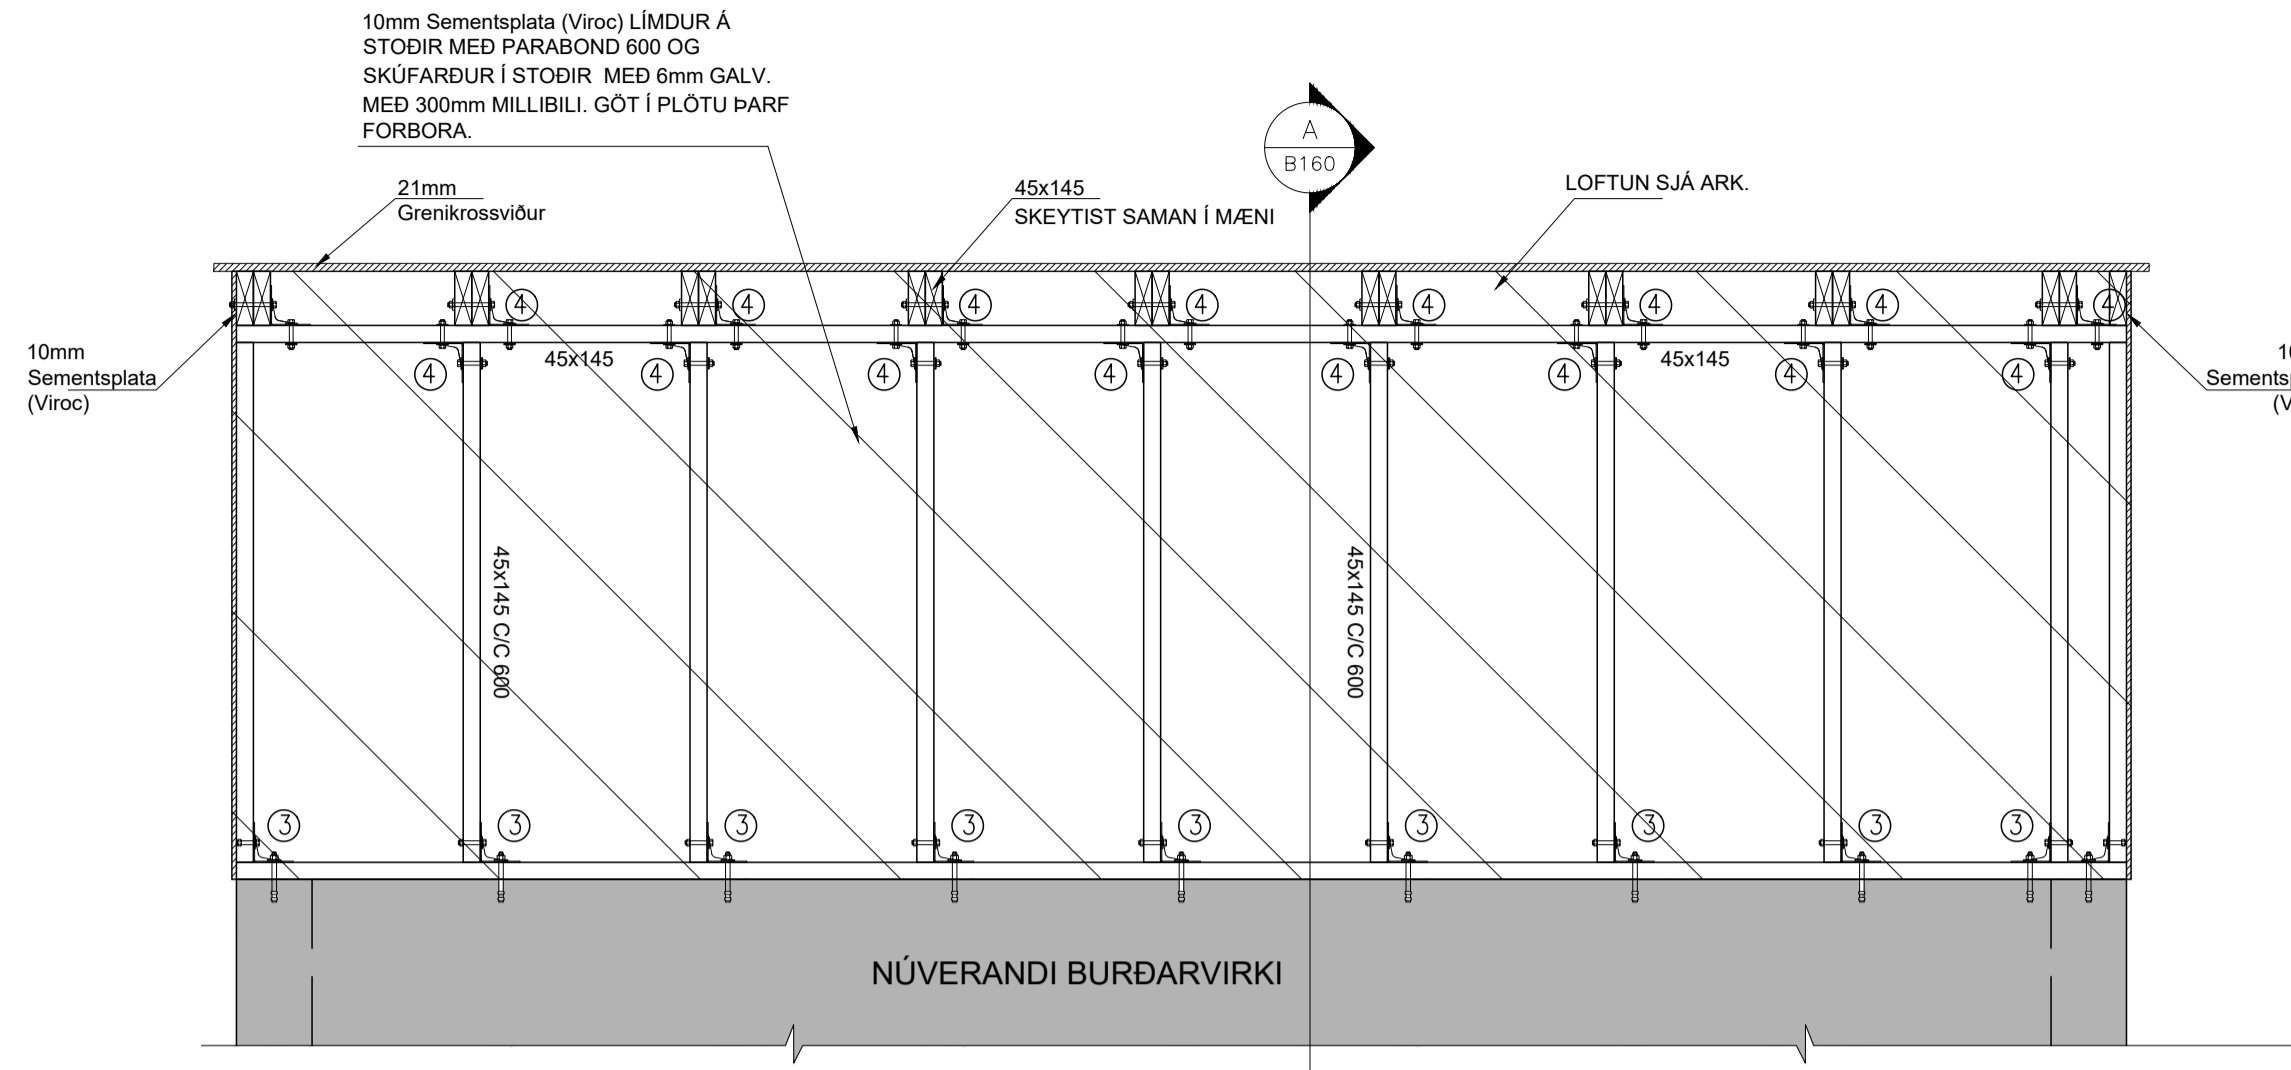 10mm Sementsplata (Viroc) LÍMDUR Á
STOÐIR MEÐ PARABOND 600 OG
SKÚFARÐUR Í STOÐIR MEÐ 6mm GALV.
MEÐ 300mm MILLIBILI. GÖT Í PLÖTU ÞARF
FORBORA.
A
B160
21mm
Grenikrossviður
45x145
SKEYTIST SAMAN Í MÆNI
LOFTUN SJÁ ARK.
4
4
4
4
4
4
4
4
10mm
Sementsplata
(Viroc)
45x145
45x145
4
4
4
4
4
4
4
4
45x145 C/C 600
45x145 C/C 600
3
3
3
3
3
3
3
3
3
NÚVERANDI BURÐARVIRKI